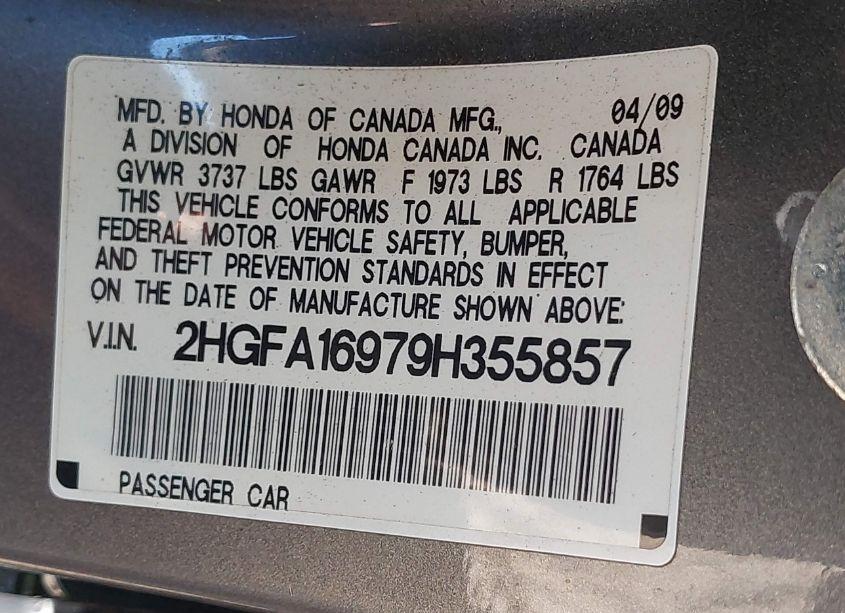 MFD. BY HONDA OF CANADA MFG., 04/09
A DIVISION OF HONDA CANADA INC. CANADA
GVWR 3737 LBS GAWR F 1973 LBS R 1764 LBS
THIS VEHICLE CONFORMS TO ALL APPLICABLE
FEDERAL MOTOR VEHICLE SAFETY, BUMPER,
AND THEFT PREVENTION STANDARDS IN EFFECT
ON THE DATE OF MANUFACTURE SHOWN ABOVE:
V.I.N. 2HGFA16979H355857
PASSENGER CAR